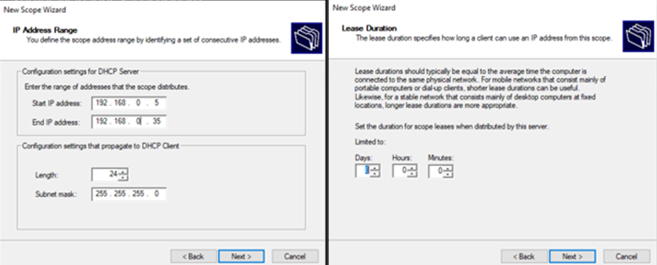 New Scope Wizard
IP Address Range
You define the scope address range by identifying a set of consecutive IP addresses.
Configuration settings for DHCP Server
Enter the range of addresses that the scope distributes.
Start IP address: 192 . 168 . 0 . 5
End IP address: 192 . 168 . 0 . 35
Configuration settings that propagate to DHCP Client
Length: 24
Subnet mask: 255 . 255 . 255 . 0
< Back Next > Cancel
New Scope Wizard
Lease Duration
The lease duration specifies how long a client can use an IP address from this scope.
Lease durations should typically be equal to the average time the computer is
connected to the same physical network. For mobile networks that consist mainly of
portable computers or dial-up clients, shorter lease durations can be useful.
Likewise, for a stable network that consists mainly of desktop computers at fixed
locations, longer lease durations are more appropriate.
Set the duration for scope leases when distributed by this server.
Limited to:
Days: Hours: Minutes:
0 0
< Back Next > Cancel